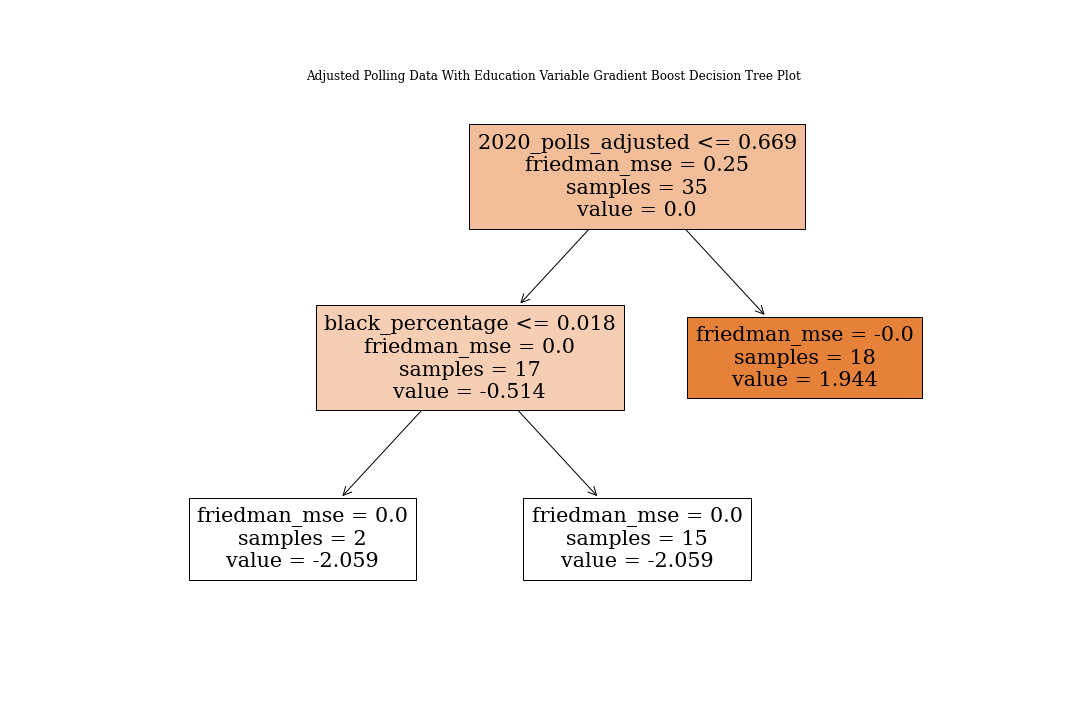 Adjusted Polling Data With Education Variable Gradient Boost Decision Tree Plot
2020_polls_adjusted <= 0.669
friedman_mse = 0.25
samples = 35
value = 0.0
black_percentage <= 0.018
friedman_mse = 0.0
samples = 17
value = -0.514
friedman_mse = -0.0
samples = 18
value = 1.944
friedman_mse = 0.0
samples = 2
value = -2.059
friedman_mse = 0.0
samples = 15
value = -2.059